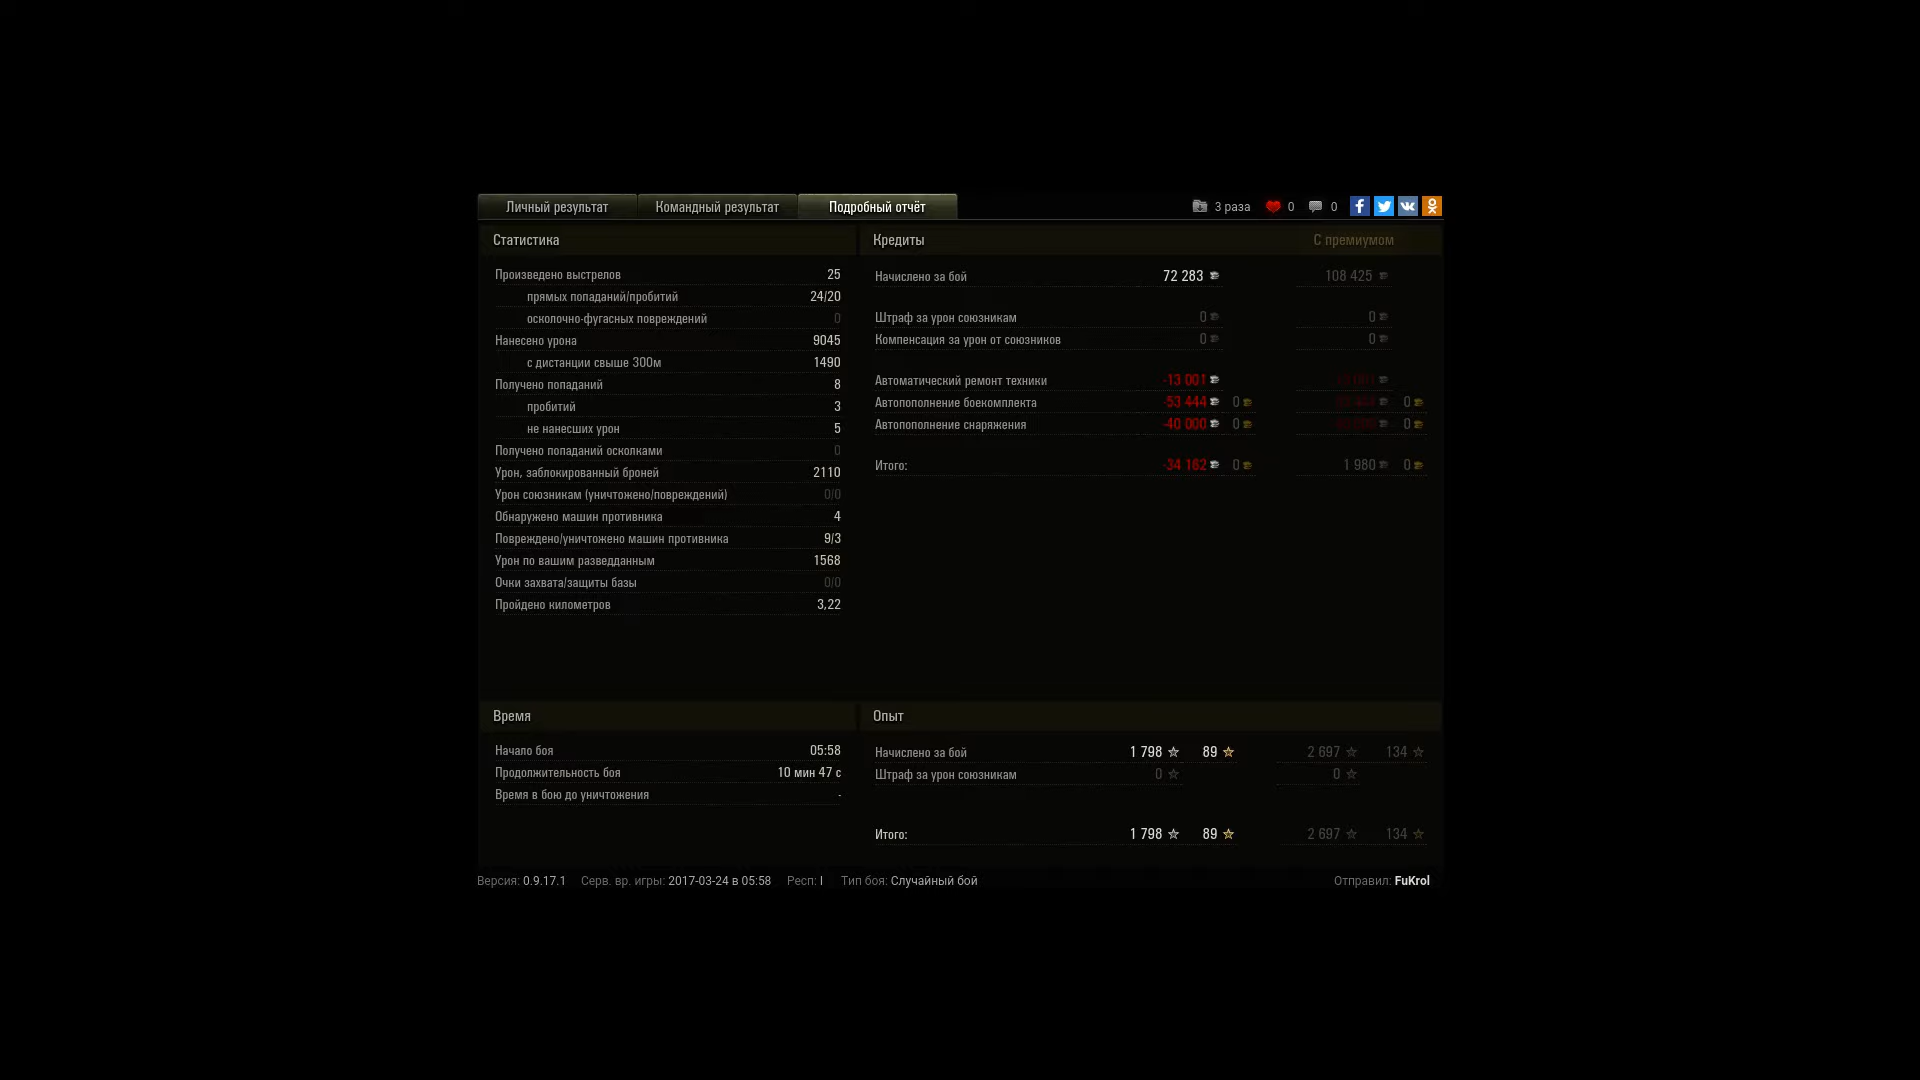 Личный результат Командный результат Подробный отчёт 3 раза 0 0
Статистика
Произведено выстрелов 25
прямых попаданий/пробитий 24/20
осколочно-фугасных повреждений 0
Нанесено урона 9045
с дистанции свыше 300м 1490
Получено попаданий 8
пробитий 3
не нанесших урон 5
Получено попаданий осколками 0
Урон, заблокированный броней 2110
Урон союзникам (уничтожено/повреждений) 0/0
Обнаружено машин противника 4
Повреждено/уничтожено машин противника 9/3
Урон по вашим разведданным 1568
Очки захвата/защиты базы 0/0
Пройдено километров 3,22
Кредиты С премиумом
Начислено за бой 72 283 108 425
Штраф за урон союзникам 0 0
Компенсация за урон от союзников 0 0
Автоматический ремонт техники -13 001
Автопополнение боекомплекта -53 444 0 0
Автопополнение снаряжения -40 000 0 0
Итого: -34 162 0 1 980 0
Время
Начало боя 05:58
Продолжительность боя 10 мин 47 с
Время в бою до уничтожения -
Опыт
Начислено за бой 1 798 89 2 697 134
Штраф за урон союзникам 0 0
Итого: 1 798 89 2 697 134
Версия: 0.9.17.1 Серв. вр. игры: 2017-03-24 в 05:58 Респ: I Тип боя: Случайный бой Отправил: FuKrol